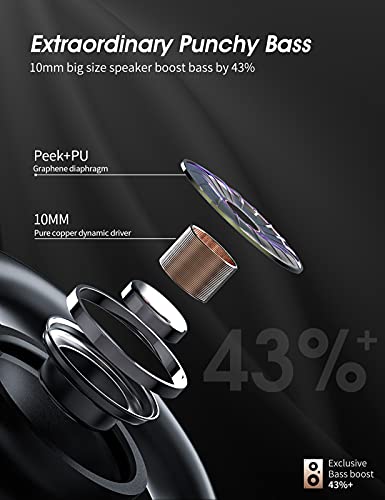 Extraordinary Punchy Bass
10mm big size speaker boost bass by 43%
Peek+PU
Graphene diaphragm
10MM
Pure copper dynamic driver
43%+
Exclusive
Bass boost
43%+